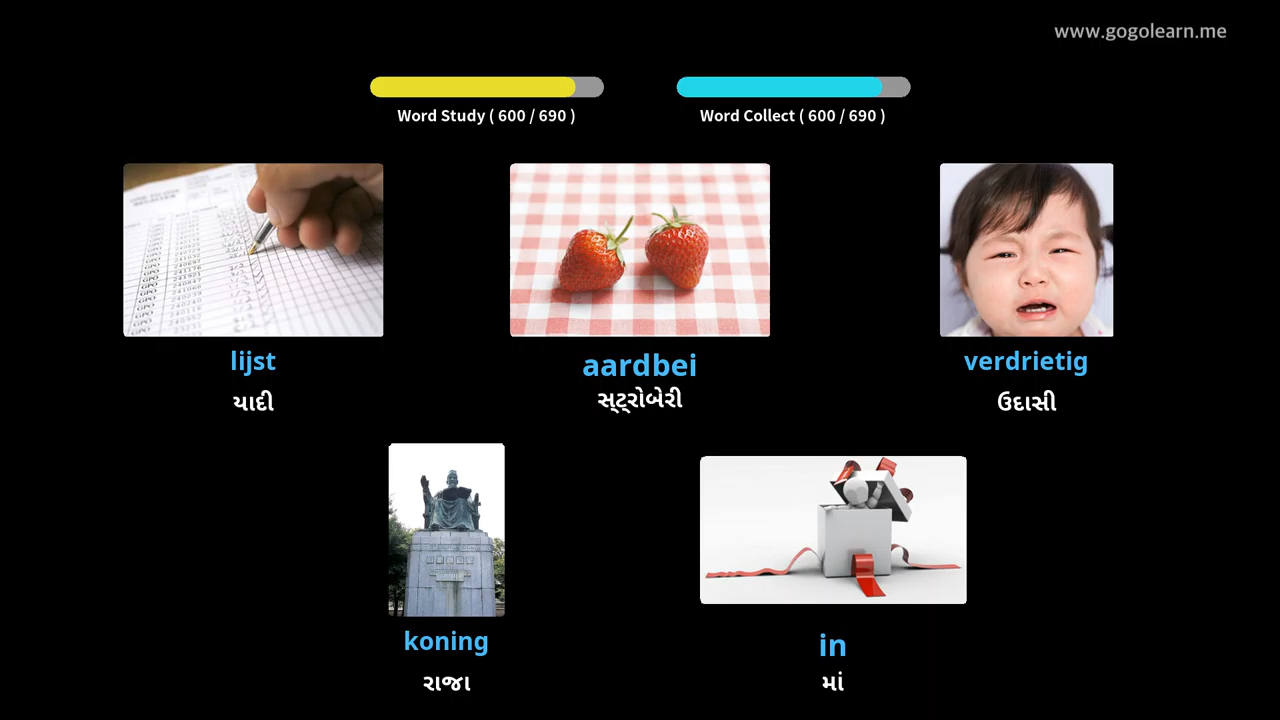 www.gogolearn.me
Word Study ( 600 / 690 )
Word Collect ( 600 / 690 )
lijst
યાદી
aardbei
સ્ટ્રોબેરી
verdrietig
ઉદાસી
koning
રાજા
in
માં